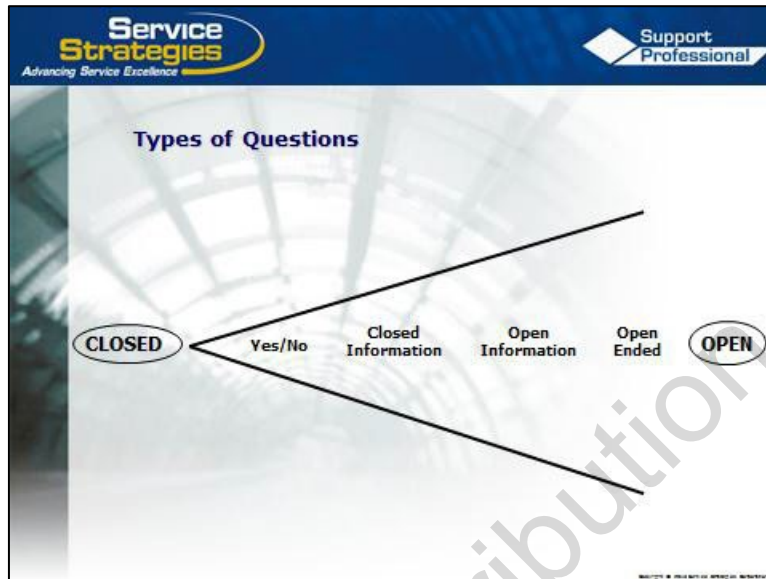 Service
Strategies
Advancing Service Excellence
Support
Professional
Types of Questions
CLOSED
Yes/No
Closed
Information
Open
Information
Open
Ended
OPEN
ribution